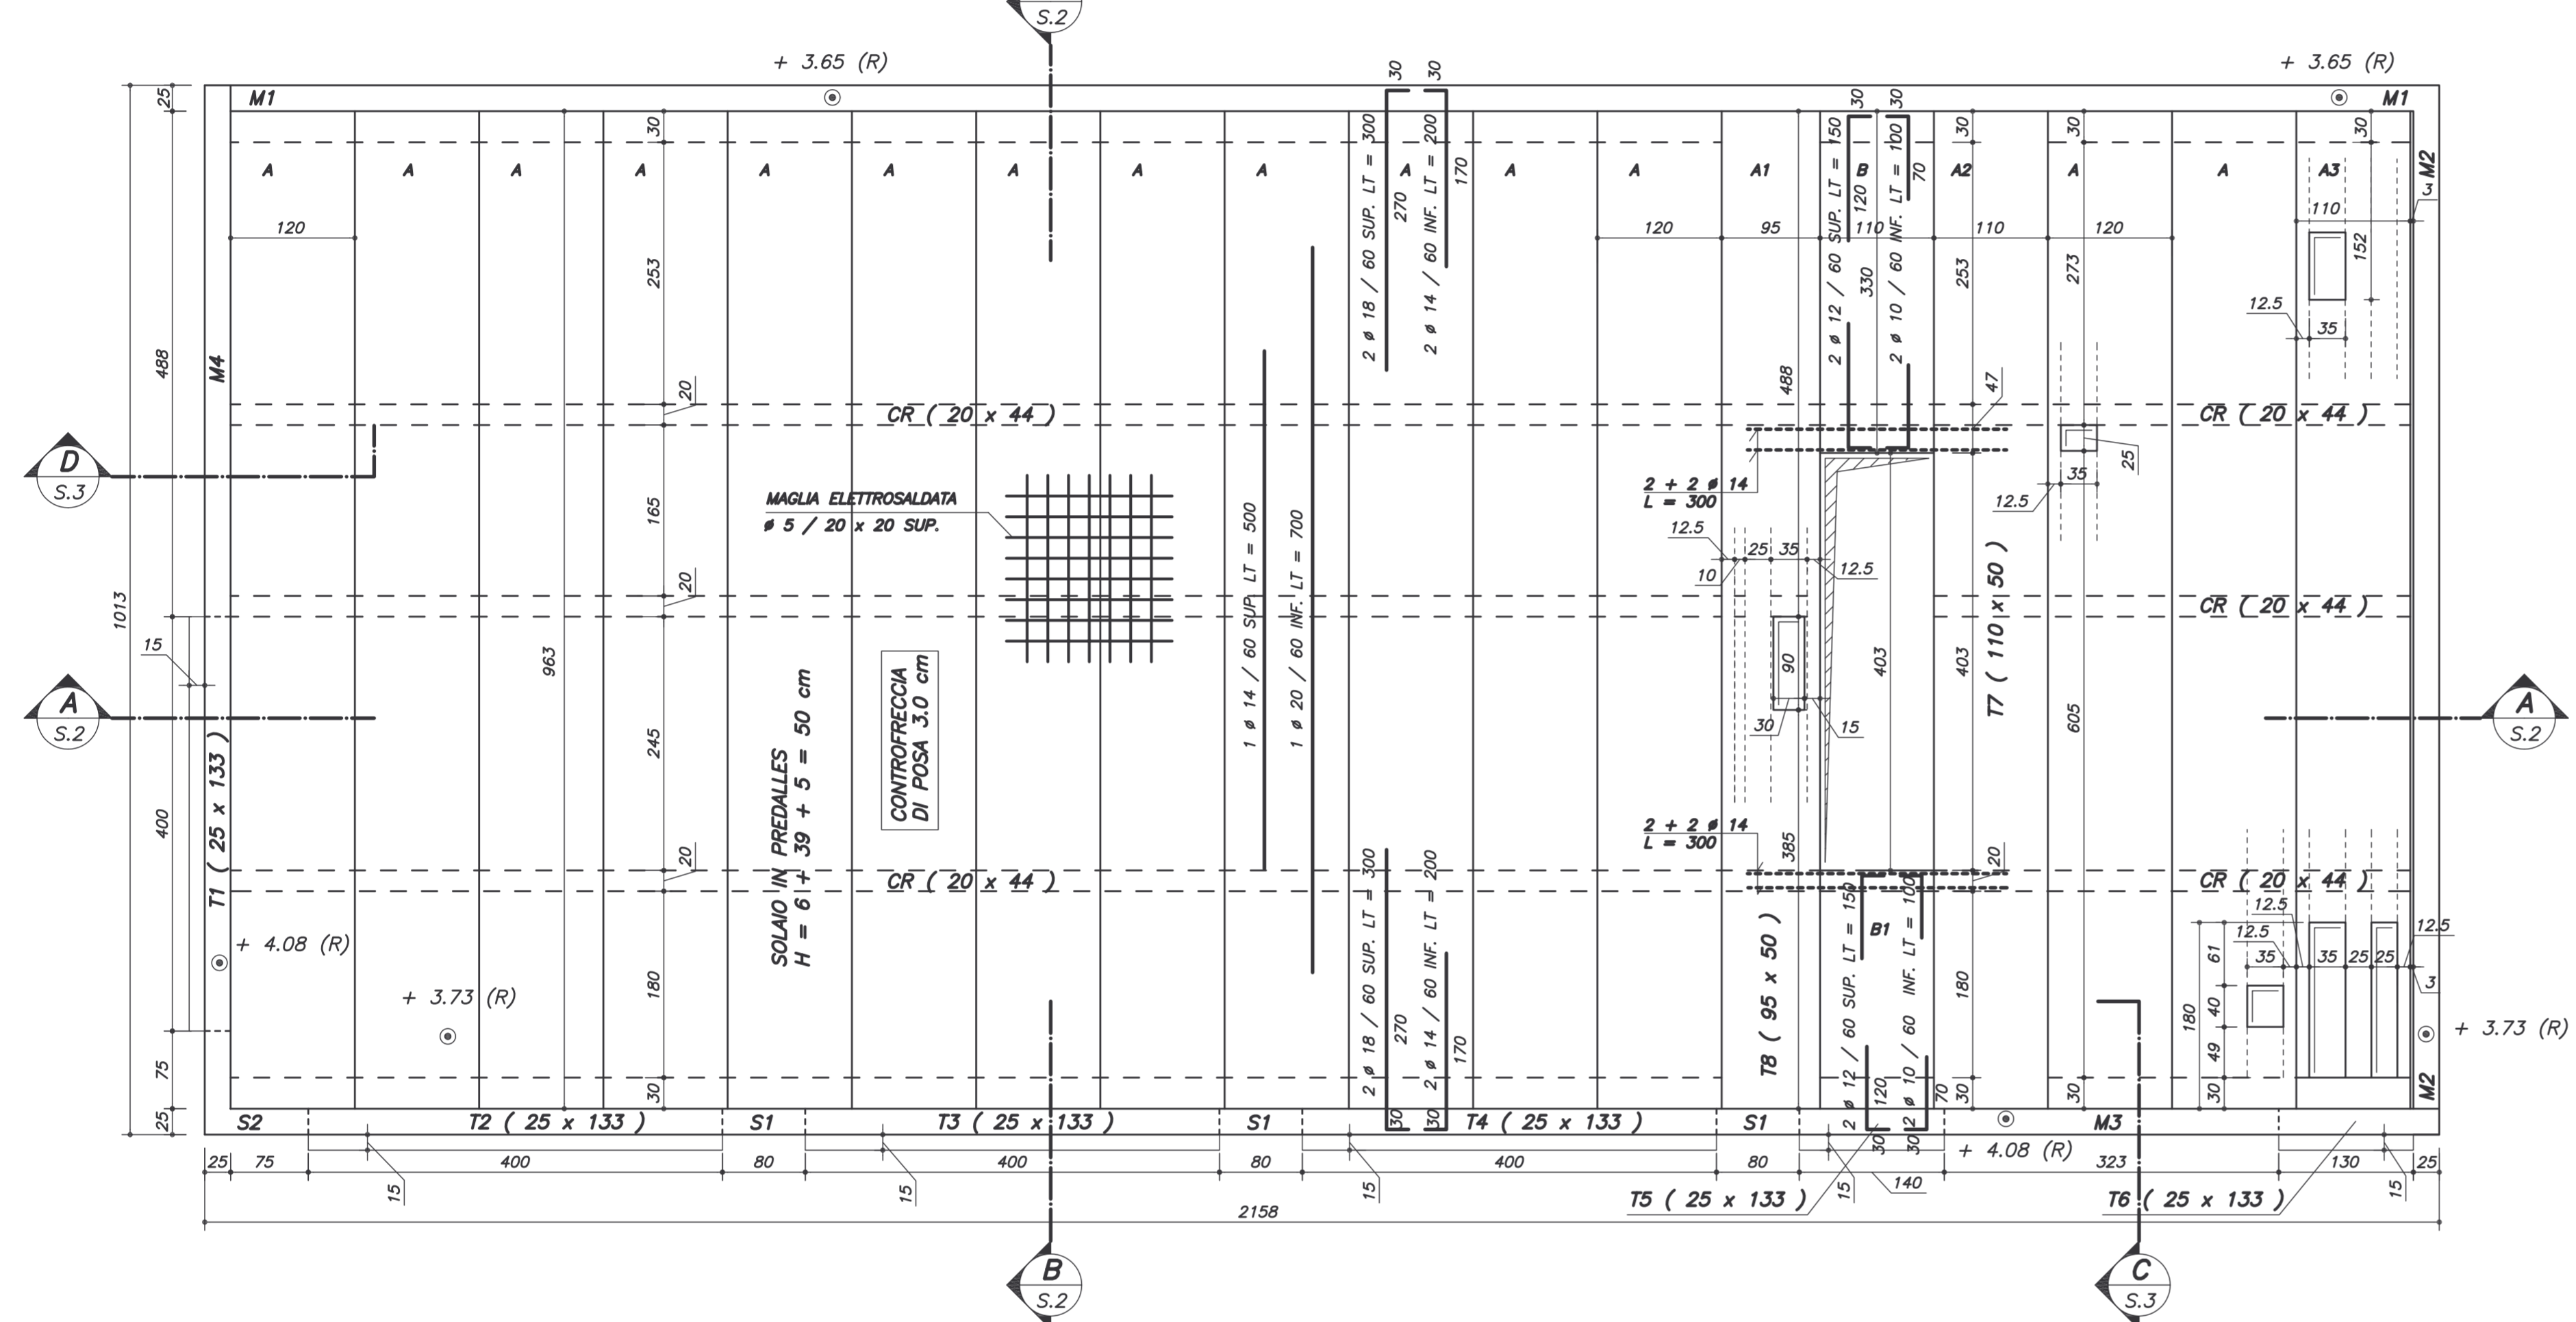 S.2
+ 3.65 (R)
+ 3.65 (R)
30
30
25
M1
M1
30
30
30
30
30
30
M2
A
A
A
A
A
A
A
A
A
A
A
A
A1
B
A2
A
A
A3
3
2 ø 18 / 60 SUP. LT = 300
270
2 ø 14 / 60 INF. LT = 200
170
2 ø 12 / 60 SUP. LT = 150
120
330
2 ø 10 / 60 INF. LT = 100
70
120
120
95
110
110
120
110
152
253
253
273
12.5
35
488
M4
20
488
47
CR ( 20 x 44 )
CR ( 20 x 44 )
25
35
12.5
D
S.3
2 + 2 ø 14
L = 300
MAGLIA ELETTROSALDATA
ø 5 / 20 x 20 SUP.
165
12.5
25
35
12.5
10
20
CR ( 20 x 44 )
1013
15
963
1 ø 14 / 60 SUP. LT = 500
1 ø 20 / 60 INF. LT = 700
T7 ( 110 x 50 )
90
403
403
605
30
15
A
S.2
A
S.2
CONTROFRECCIA
DI POSA 3.0 cm
245
400
T1 ( 25 x 133 )
SOLAIO IN PREDALLES
H = 6 + 39 + 5 = 50 cm
2 + 2 ø 14
L = 300
385
20
20
CR ( 20 x 44 )
CR ( 20 x 44 )
12.5
12.5
12.5
35
35
25
25
3
61
40
49
30
180
+ 4.08 (R)
+ 3.73 (R)
180
2 ø 18 / 60 SUP. LT = 300
270
2 ø 14 / 60 INF. LT = 200
170
T8 ( 95 x 50 )
2 ø 12 / 60 SUP. LT = 150
120
B1
2 ø 10 / 60 INF. LT = 100
70
180
30
30
30
+ 3.73 (R)
M2
75
25
S2
T2 ( 25 x 133 )
S1
T3 ( 25 x 133 )
S1
30
30
T4 ( 25 x 133 )
S1
30
30
M3
+ 4.08 (R)
25
75
400
80
400
80
400
80
140
323
130
25
15
15
15
15
15
T5 ( 25 x 133 )
T6 ( 25 x 133 )
2158
B
S.2
C
S.3